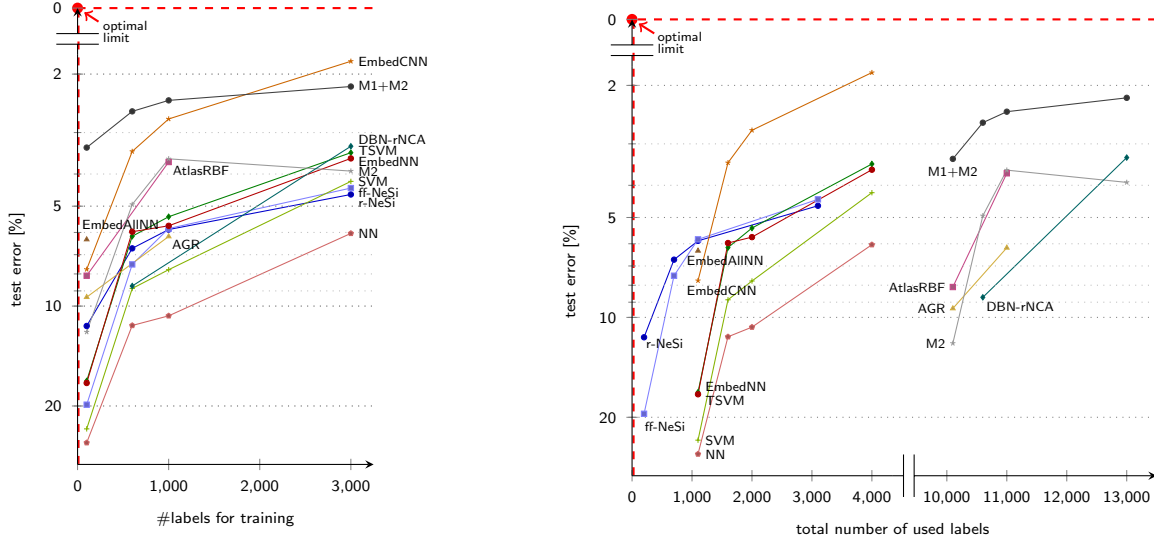 0
optimal
limit
2
EmbedCNN
M1+M2
DBN-rNCA
TSVM
EmbedNN
M2
AtlasRBF
SVM
ff-NeSi
r-NeSi
5
EmbedAllNN
AGR
NN
10
20
test error [%]
0
1,000
2,000
3,000
#labels for training
0
optimal
limit
2
M1+M2
5
EmbedAllNN
EmbedCNN
AtlasRBF
AGR
DBN-rNCA
10
r-NeSi
M2
EmbedNN
TSVM
20
ff-NeSi
SVM
NN
test error [%]
0
1,000
2,000
3,000
4,000
10,000
11,000
13,000
total number of used labels